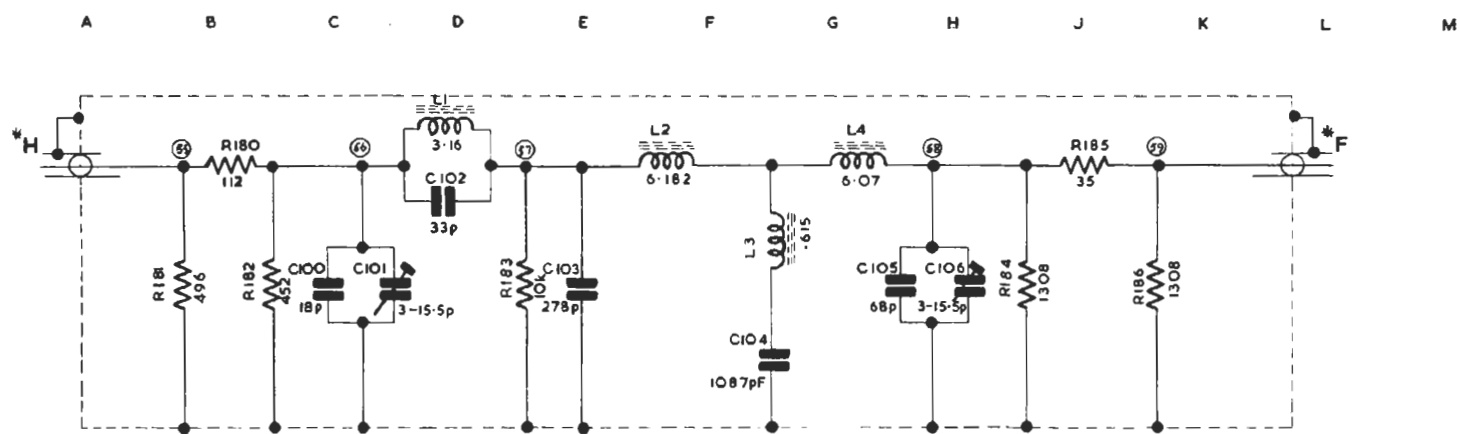 A B C D E F G H J K L M
L1
*H
55
R180
112
56
3·16
C102
33p
57
L2
6·182
L4
6·07
58
R185
35
59
*F
L3
·615
R181
496
R182
452
C100
18p
C101
3-15·5p
R183
10k
C103
278p
C104
1087pF
C105
68p
C106
3-15·5p
R184
1308
R186
1308